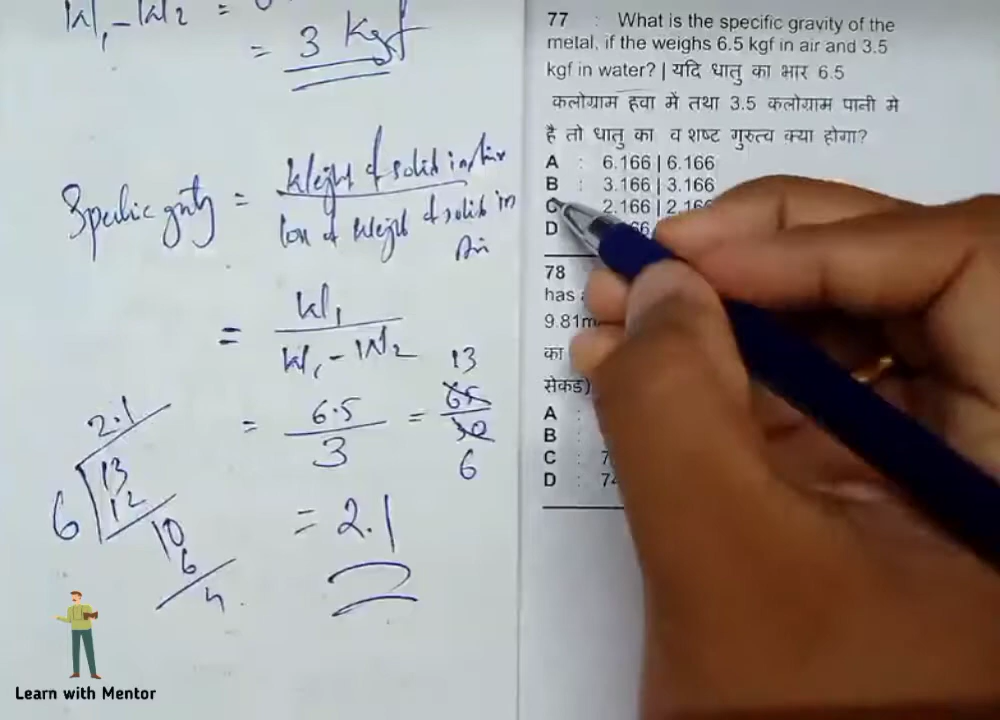 W₁ - W₂ =
= 3 Kgf
Specific gravity = Weight of solid in Air
Loss of weight of solid in
Air
= W₁
W₁ - W₂
= 6.5 = 65 13
3 30 6
= 2.1
2.1
6 13
12
10
6
4
Learn with Mentor
77 : What is the specific gravity of the
metal, if the weighs 6.5 kgf in air and 3.5
kgf in water? | यदि धातु का भार 6.5
कलोग्राम हवा में तथा 3.5 कलोग्राम पानी मे
है तो धातु का व शष्ट गुरुत्व क्या होगा?
A : 6.166 | 6.166
B : 3.166 | 3.166
C 2.166 | 2.166
D
78
has
9.81m
का
सेकड)
A :
B :
C : 7
D : 74